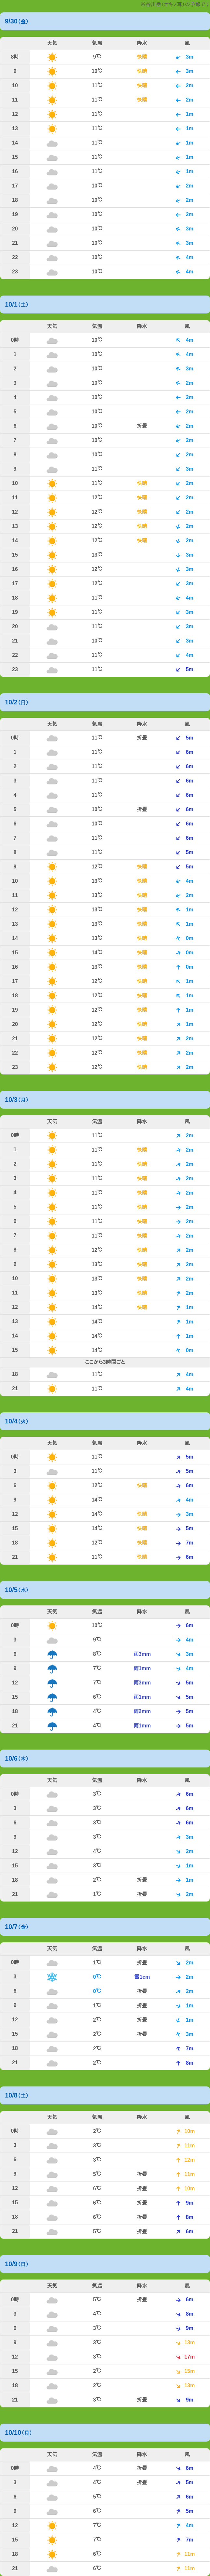 9/30(金)
天気 気温 降水 風
8時 9℃ 快晴 3m
9 10℃ 快晴 3m
10 11℃ 快晴 2m
11 11℃ 快晴 2m
12 11℃ 1m
13 11℃ 1m
14 11℃ 1m
15 11℃ 1m
16 11℃ 1m
17 10℃ 2m
18 10℃ 2m
19 10℃ 2m
20 10℃ 3m
21 10℃ 3m
22 10℃ 4m
23 10℃ 4m
10/1(土)
天気 気温 降水 風
0時 10℃ 4m
1 10℃ 4m
2 10℃ 3m
3 10℃ 2m
4 10℃ 2m
5 10℃ 2m
6 10℃ 折畳 2m
7 10℃ 2m
8 10℃ 2m
9 11℃ 3m
10 11℃ 快晴 2m
11 12℃ 快晴 2m
12 12℃ 快晴 2m
13 12℃ 快晴 2m
14 12℃ 快晴 2m
15 13℃ 3m
16 12℃ 3m
17 12℃ 3m
18 11℃ 4m
19 11℃ 3m
20 11℃ 3m
21 10℃ 3m
22 11℃ 4m
23 11℃ 5m
10/2(日)
天気 気温 降水 風
0時 11℃ 折畳 5m
1 11℃ 6m
2 11℃ 6m
3 11℃ 6m
4 11℃ 6m
5 10℃ 折畳 6m
6 10℃ 6m
7 11℃ 6m
8 11℃ 5m
9 12℃ 快晴 5m
10 13℃ 快晴 4m
11 13℃ 快晴 2m
12 13℃ 快晴 1m
13 13℃ 快晴 1m
14 13℃ 快晴 0m
15 14℃ 快晴 0m
16 13℃ 快晴 0m
17 12℃ 快晴 1m
18 12℃ 快晴 1m
19 12℃ 快晴 1m
20 12℃ 快晴 1m
21 12℃ 快晴 2m
22 12℃ 快晴 2m
23 12℃ 快晴 2m
10/3(月)
天気 気温 降水 風
0時 11℃ 2m
1 11℃ 快晴 2m
2 11℃ 快晴 2m
3 11℃ 快晴 2m
4 11℃ 快晴 2m
5 11℃ 快晴 2m
6 11℃ 快晴 2m
7 11℃ 快晴 2m
8 12℃ 快晴 2m
9 13℃ 快晴 2m
10 13℃ 快晴 2m
11 13℃ 快晴 2m
12 14℃ 快晴 1m
13 14℃ 1m
14 14℃ 1m
15 14℃ 0m
ここから3時間ごと
18 11℃ 4m
21 11℃ 4m
10/4(火)
天気 気温 降水 風
0時 11℃ 5m
3 11℃ 5m
6 12℃ 快晴 6m
9 14℃ 4m
12 14℃ 快晴 3m
15 14℃ 快晴 5m
18 12℃ 快晴 7m
21 11℃ 快晴 6m
10/5(水)
天気 気温 降水 風
0時 10℃ 6m
3 9℃ 4m
6 8℃ 雨3mm 3m
9 7℃ 雨1mm 4m
12 7℃ 雨3mm 5m
15 6℃ 雨1mm 5m
18 4℃ 雨2mm 5m
21 4℃ 雨1mm 5m
10/6(木)
天気 気温 降水 風
0時 3℃ 6m
3 3℃ 6m
6 3℃ 6m
9 3℃ 3m
12 4℃ 2m
15 3℃ 1m
18 2℃ 折畳 1m
21 1℃ 折畳 2m
10/7(金)
天気 気温 降水 風
0時 1℃ 折畳 2m
3 0℃ 雪1cm 2m
6 0℃ 折畳 2m
9 1℃ 折畳 1m
12 2℃ 折畳 1m
15 2℃ 折畳 3m
18 2℃ 7m
21 2℃ 8m
10/8(土)
天気 気温 降水 風
0時 2℃ 10m
3 3℃ 11m
6 3℃ 12m
9 5℃ 折畳 11m
12 6℃ 折畳 10m
15 6℃ 折畳 9m
18 6℃ 折畳 8m
21 5℃ 折畳 6m
10/9(日)
天気 気温 降水 風
0時 5℃ 折畳 6m
3 4℃ 8m
6 3℃ 9m
9 3℃ 13m
12 3℃ 17m
15 2℃ 15m
18 2℃ 13m
21 3℃ 折畳 9m
10/10(月)
天気 気温 降水 風
0時 4℃ 折畳 6m
3 4℃ 折畳 5m
6 5℃ 6m
9 6℃ 5m
12 7℃ 4m
15 7℃ 7m
18 6℃ 11m
21 6℃ 11m